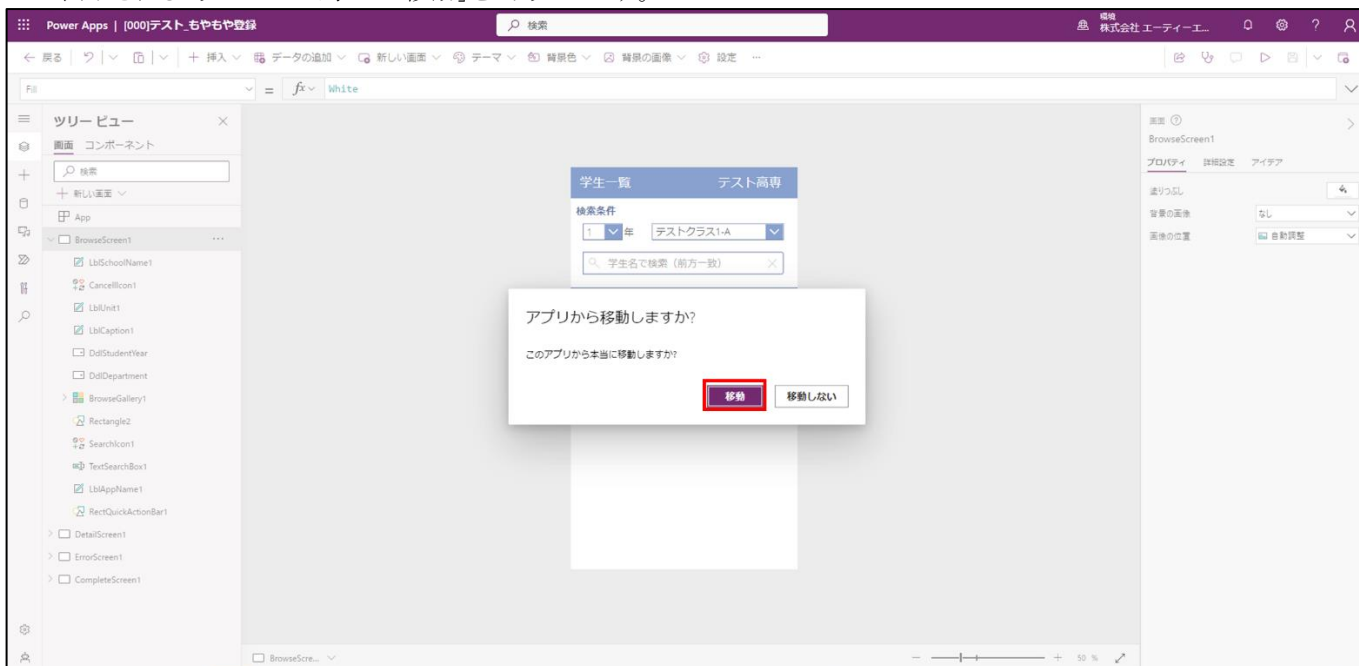 Power Apps | [000]テスト_もやもや登録
検索
環境
株式会社 エーティーエ...
戻る
挿入
データの追加
新しい画面
テーマ
背景色
背景の画像
設定
...
Fill
= fx White
ツリー ビュー
画面 コンポーネント
検索
新しい画面
App
BrowseScreen1
LblSchoolName1
CancelIcon1
LblUnit1
LblCaption1
DdlStudentYear
DdlDepartment
BrowseGallery1
Rectangle2
SearchIcon1
TextSearchBox1
LblAppName1
RectQuickActionBar1
DetailScreen1
ErrorScreen1
CompleteScreen1
学生一覧 テスト高専
検索条件
1 年 テストクラス1-A
学生名で検索（前方一致）
アプリから移動しますか?
このアプリから本当に移動しますか?
移動 移動しない
画面
BrowseScreen1
プロパティ 詳細設定 アイデア
塗りつぶし
背景の画像 なし
画像の位置 自動調整
BrowseScre...
50 %